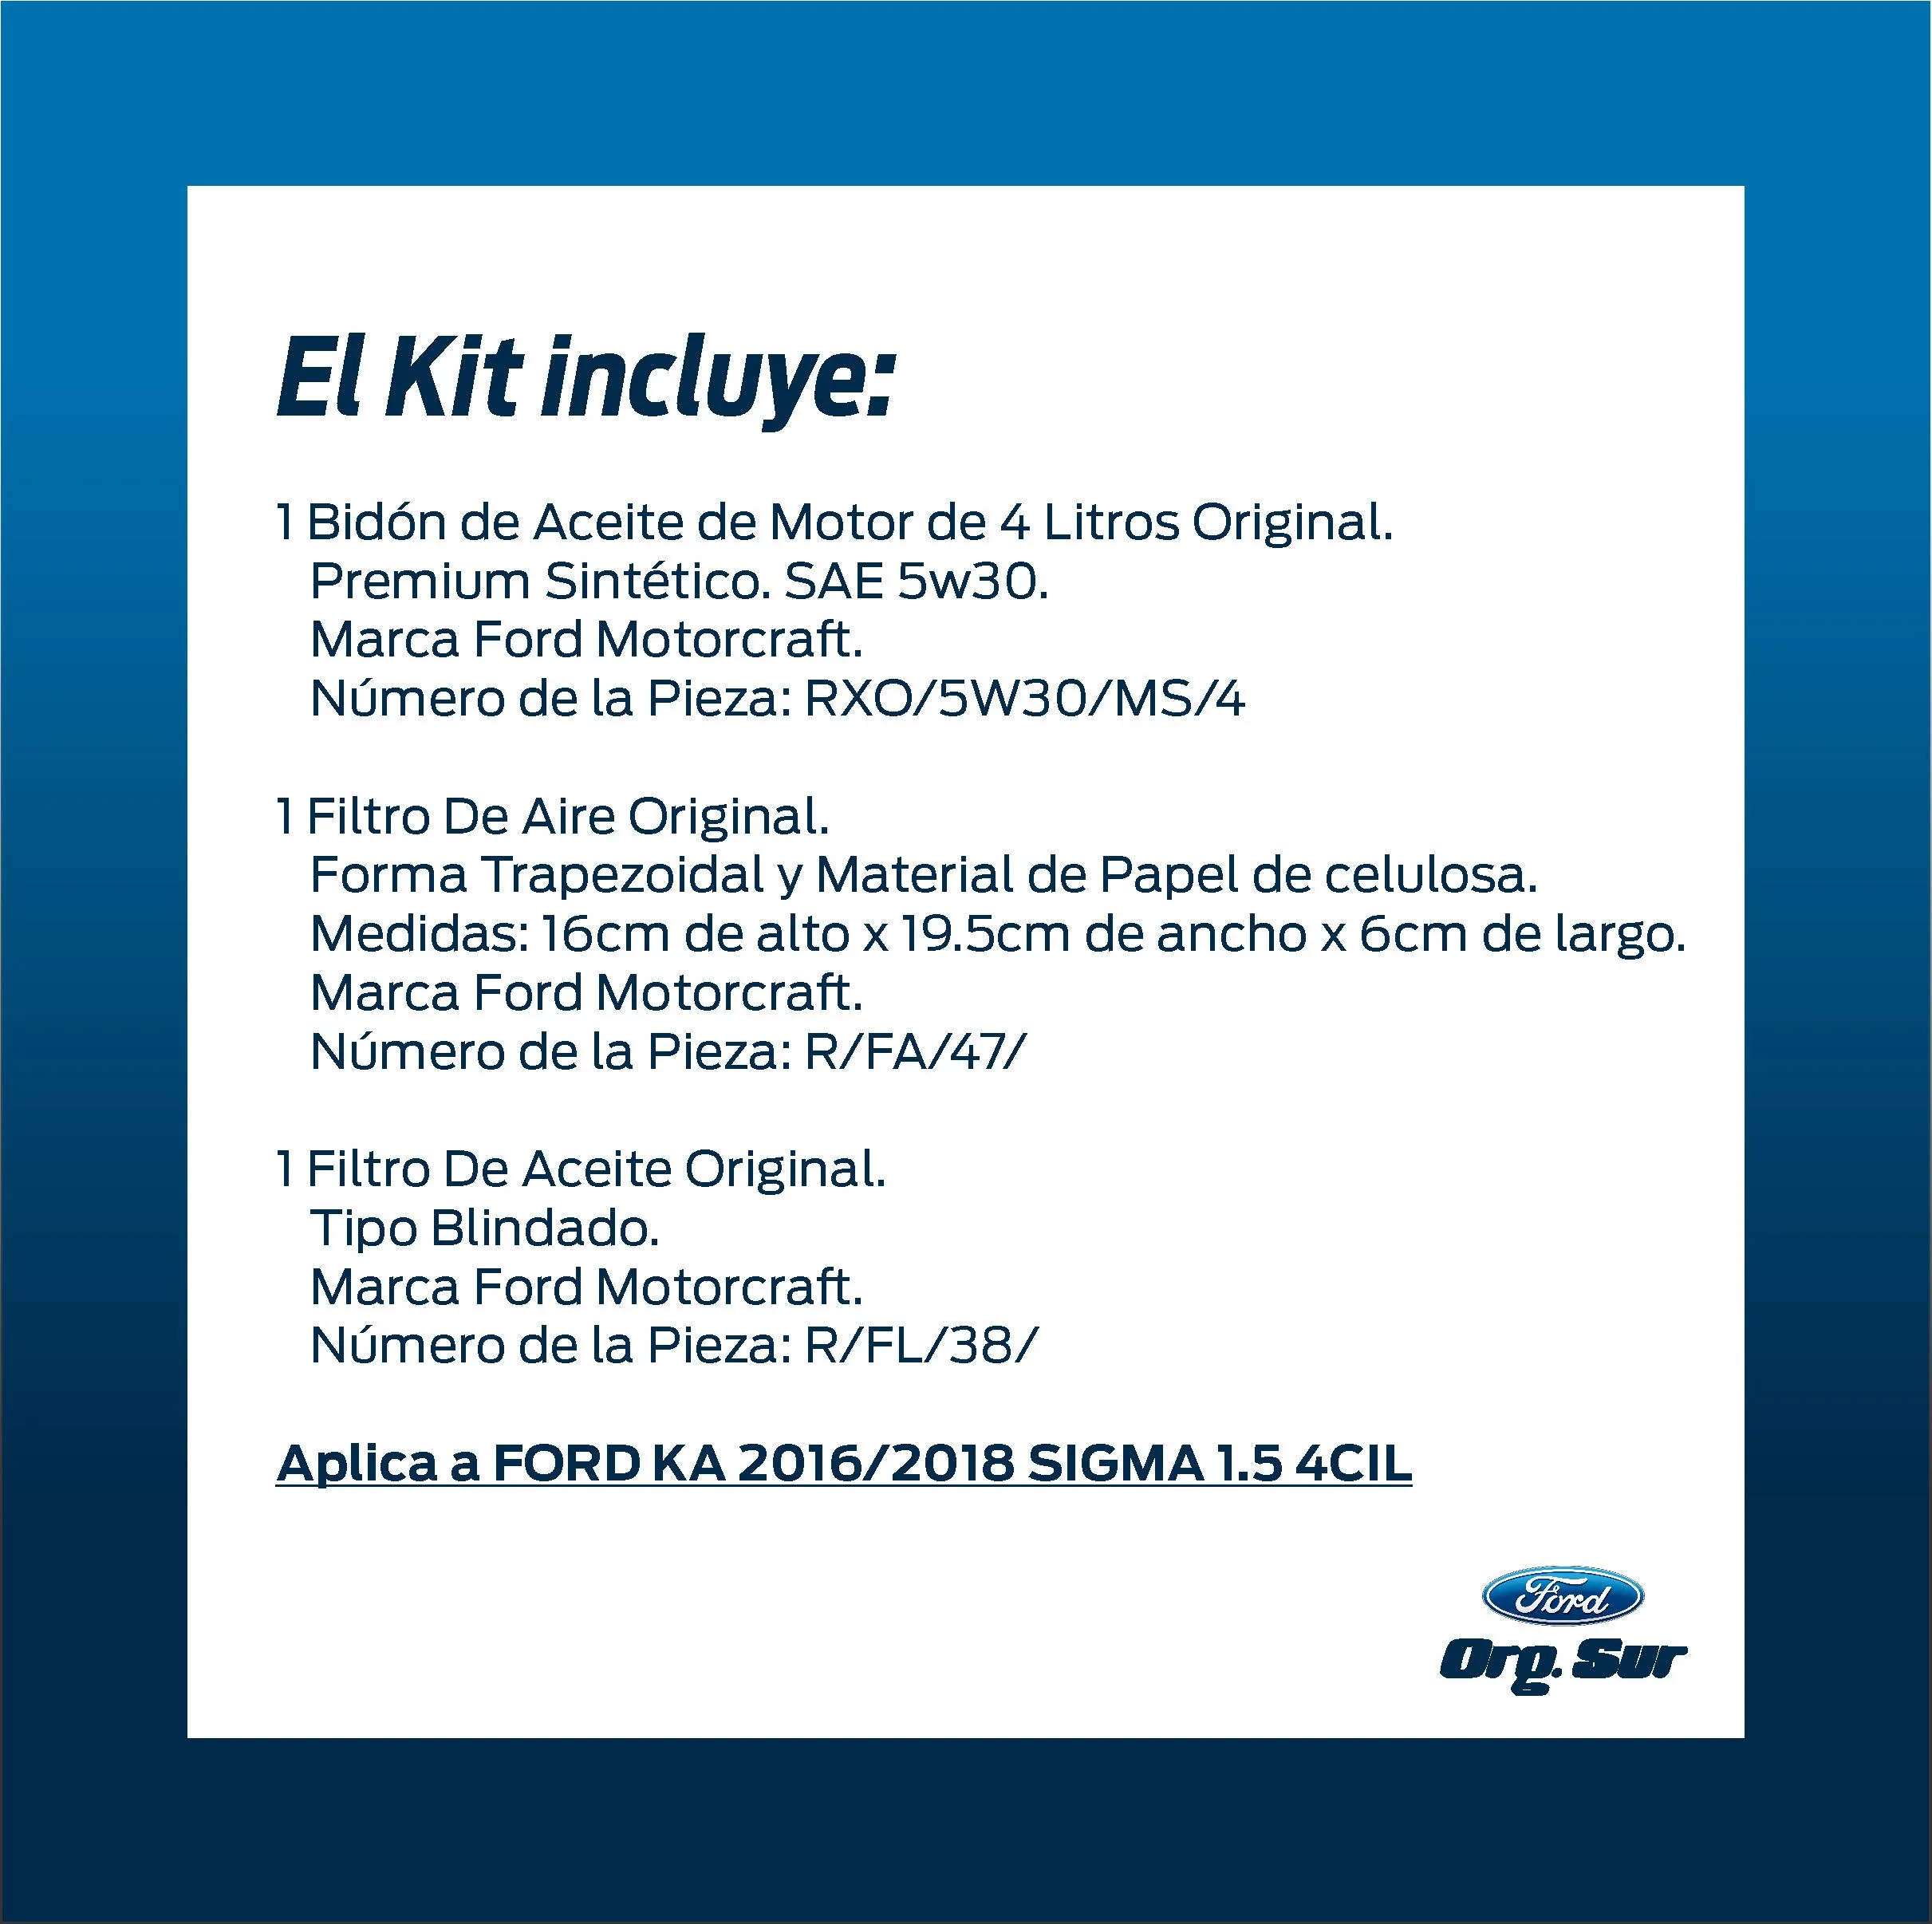 El Kit incluye:
1 Bidón de Aceite de Motor de 4 Litros Original.
Premium Sintético. SAE 5w30.
Marca Ford Motorcraft.
Número de la Pieza: RXO/5W30/MS/4
1 Filtro De Aire Original.
Forma Trapezoidal y Material de Papel de celulosa.
Medidas: 16cm de alto x 19.5cm de ancho x 6cm de largo.
Marca Ford Motorcraft.
Número de la Pieza: R/FA/47/
1 Filtro De Aceite Original.
Tipo Blindado.
Marca Ford Motorcraft.
Número de la Pieza: R/FL/38/
Aplica a FORD KA 2016/2018 SIGMA 1.5 4CIL
Ford
Org. Sur